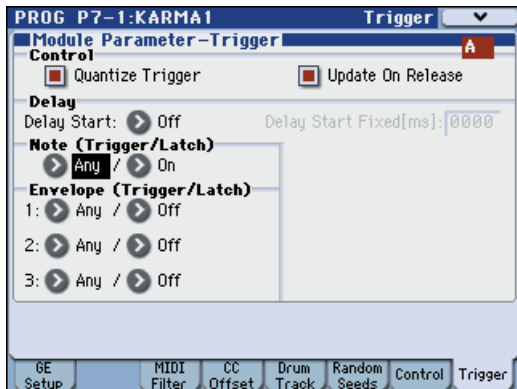 PROG P7-1:KARMA1 Trigger
Module Parameter-Trigger A
Control
Quantize Trigger Update On Release
Delay
Delay Start: Off Delay Start Fixed[ms]: 0000
Note (Trigger/Latch)
Any / On
Envelope (Trigger/Latch)
1: Any / Off
2: Any / Off
3: Any / Off
GE Setup
MIDI Filter
CC Offset
Drum Track
Random Seeds
Control
Trigger